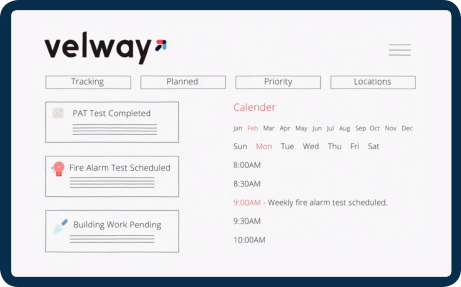 velway
Tracking Planned Priority Locations
PAT Test Completed
Fire Alarm Test Scheduled
Building Work Pending
Calender
Jan Feb Mar Apr May Jun Jul Aug Sep Oct Nov Dec
Sun Mon Tue Wed Thu Fri Sat
8:00AM
8:30AM
9:00AM - Weekly fire alarm test scheduled.
9:30AM
10:00AM